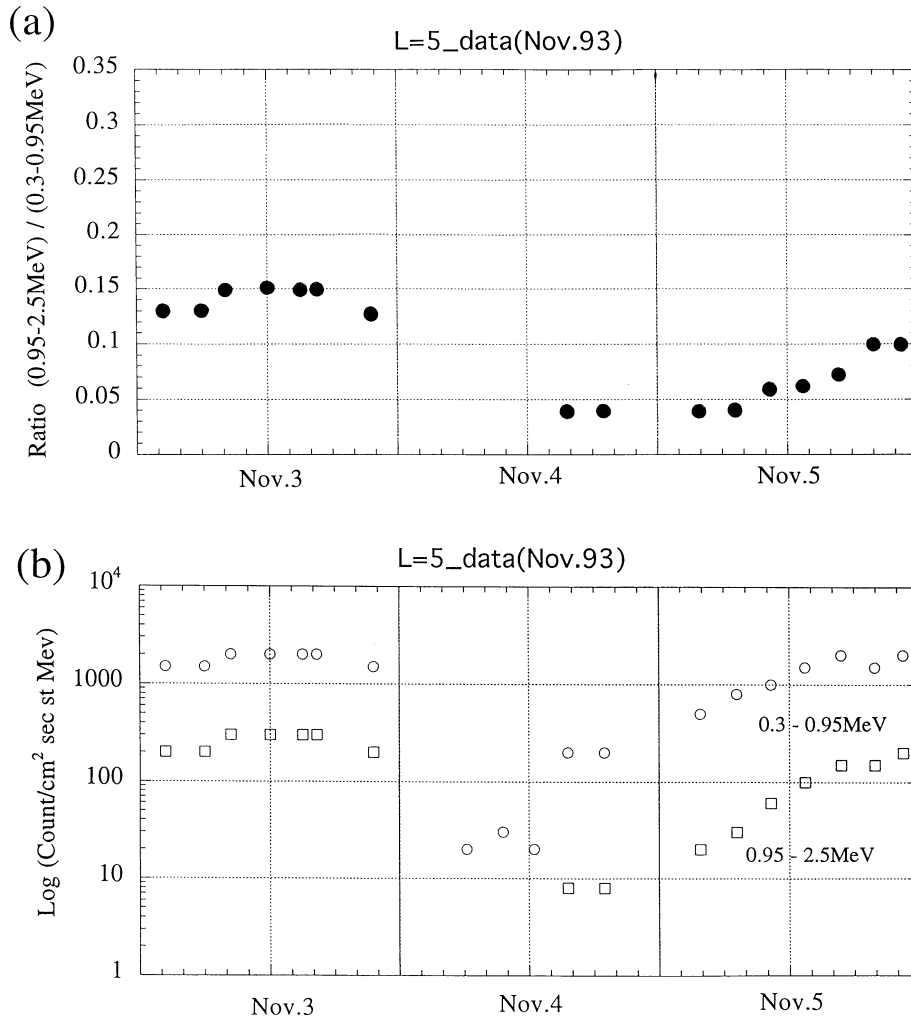 (a)
L=5_data(Nov.93)
Ratio (0.95-2.5MeV) / (0.3-0.95MeV)
0.35
0.3
0.25
0.2
0.15
0.1
0.05
0
Nov.3 Nov.4 Nov.5
(b)
L=5_data(Nov.93)
Log (Count/cm² sec st Mev)
10⁴
1000
100
10
1
0.3 - 0.95MeV
0.95 - 2.5MeV
Nov.3 Nov.4 Nov.5